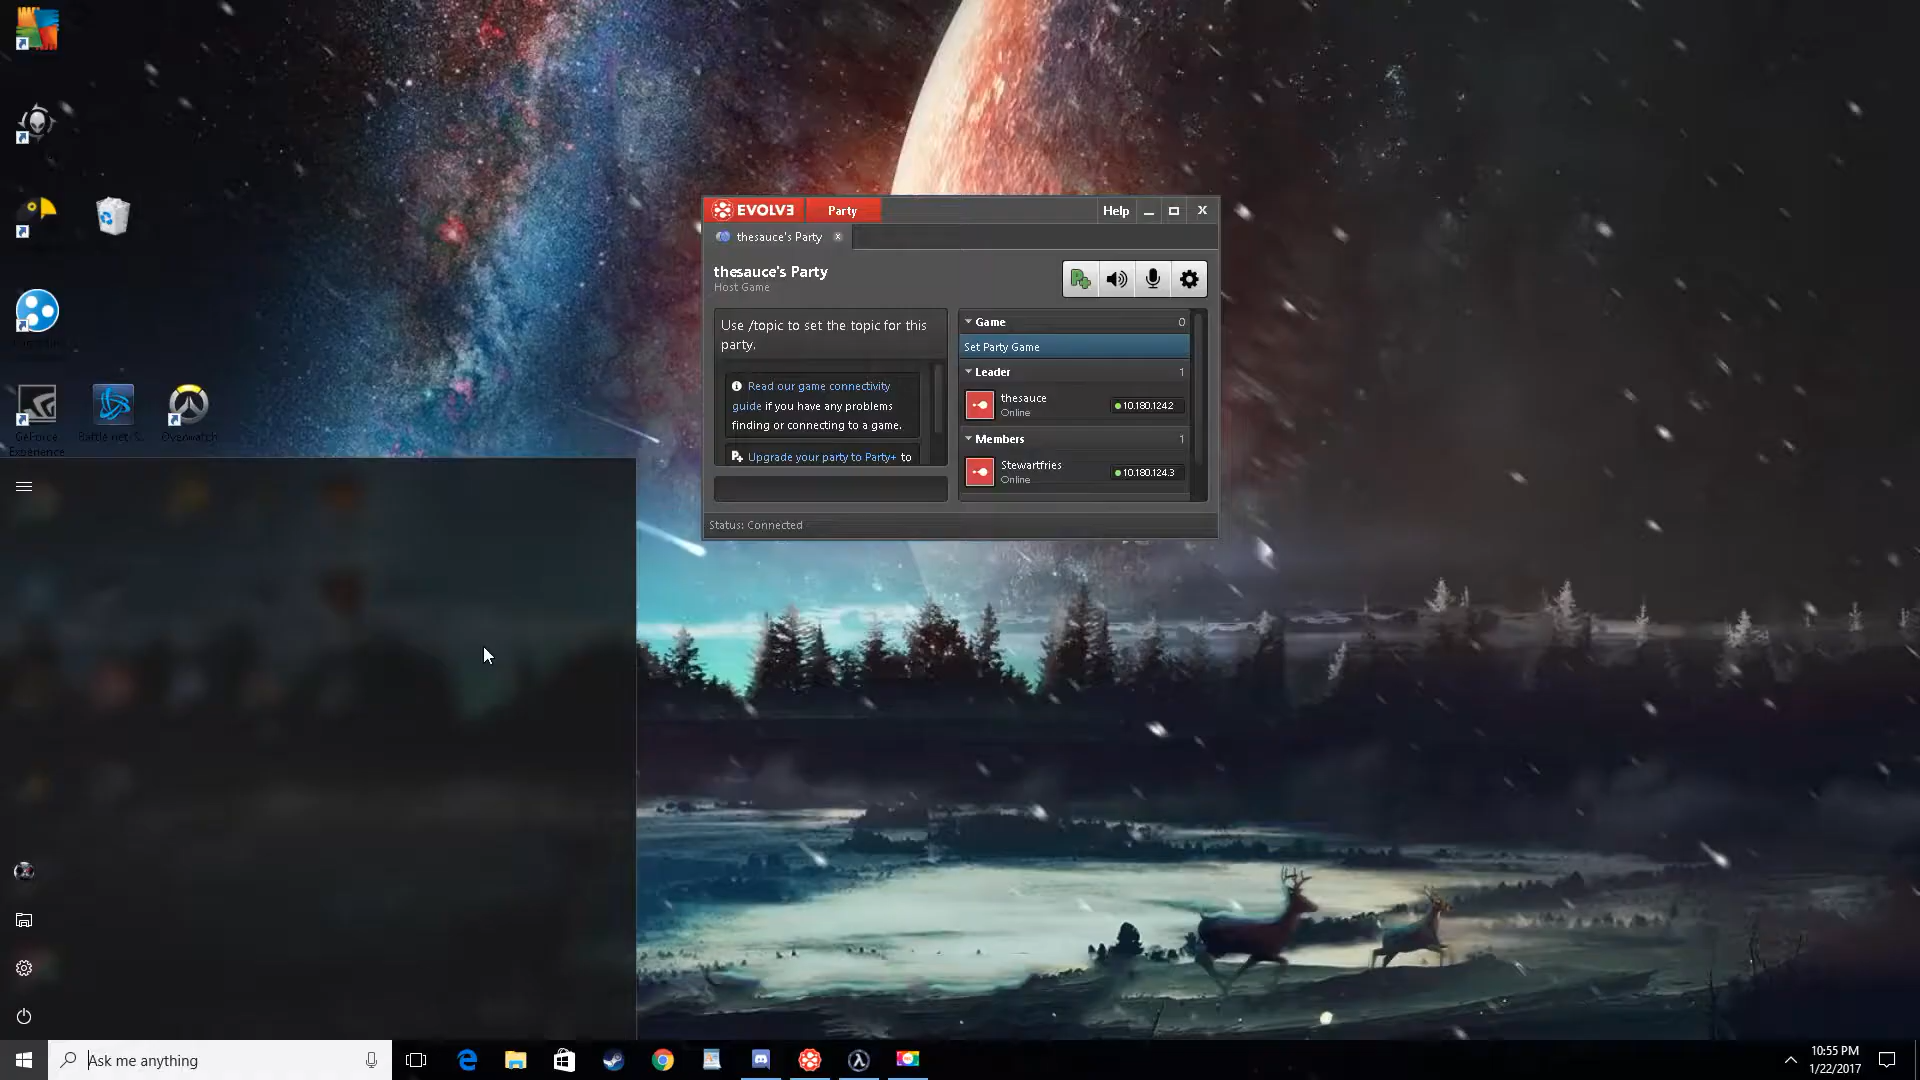 GeForce
Experience
Battle.net S...
Overwatch
EVOLV3
Party
Help
X
thesauce's Party
thesauce's Party
Host Game
Use /topic to set the topic for this
party.
Read our game connectivity
guide if you have any problems
finding or connecting to a game.
Upgrade your party to Party+ to
Game 0
Set Party Game
Leader 1
thesauce
Online
10.180.124.2
Members 1
Stewartfries
Online
10.180.124.3
Status: Connected
Ask me anything
10:55 PM
1/22/2017